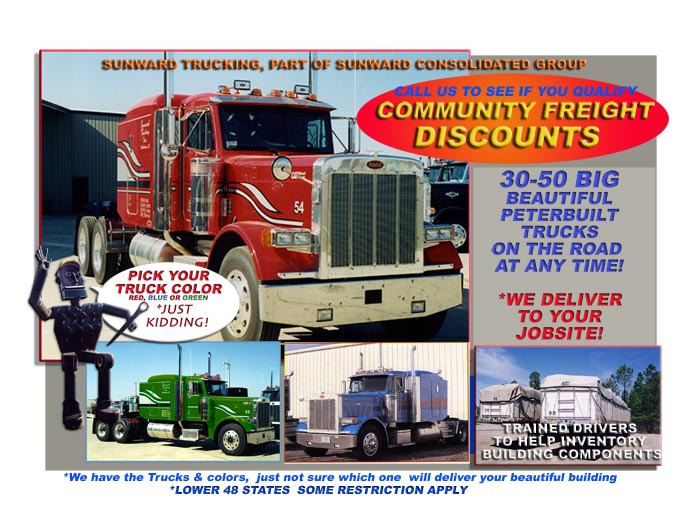 SUNWARD TRUCKING, PART OF SUNWARD CONSOLIDATED GROUP
CALL US TO SEE IF YOU QUALIFY
COMMUNITY FREIGHT
DISCOUNTS
30-50 BIG
BEAUTIFUL
PETERBUILT
TRUCKS
ON THE ROAD
AT ANY TIME!
*WE DELIVER
TO YOUR
JOBSITE!
54
PICK YOUR
TRUCK COLOR
RED, BLUE OR GREEN
*JUST
KIDDING!
TRAINED DRIVERS
TO HELP INVENTORY
BUILDING COMPONENTS
*We have the Trucks & colors, just not sure which one will deliver your beautiful building
*LOWER 48 STATES SOME RESTRICTION APPLY